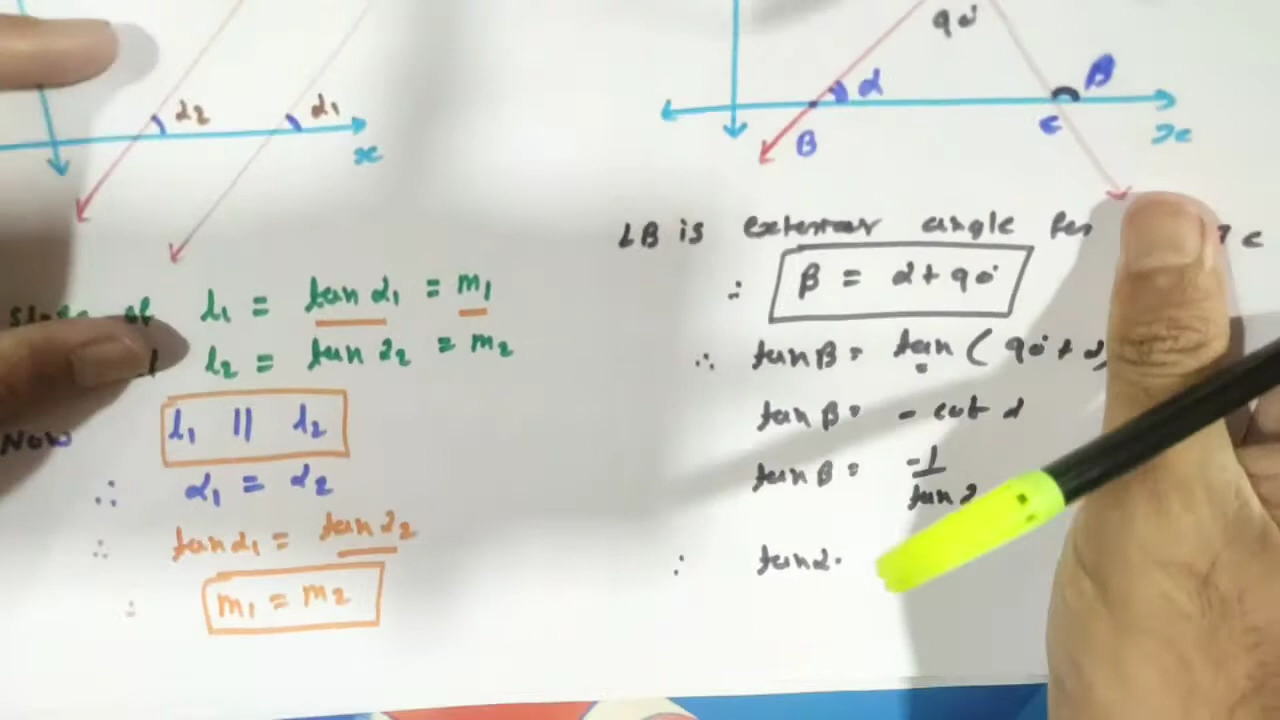 α2 α1
x
slope of l1 = tan α1 = m1
l2 = tan α2 = m2
Now l1 || l2
∴ α1 = α2
∴ tan α1 = tan α2
∴ m1 = m2
90°
α β
B C x
∠B is exterior angle for
∴ β = α + 90°
∴ tan β = tan ( 90° + α
tan β = - cot α
tan β = -1/tan α
∴ tan α ·